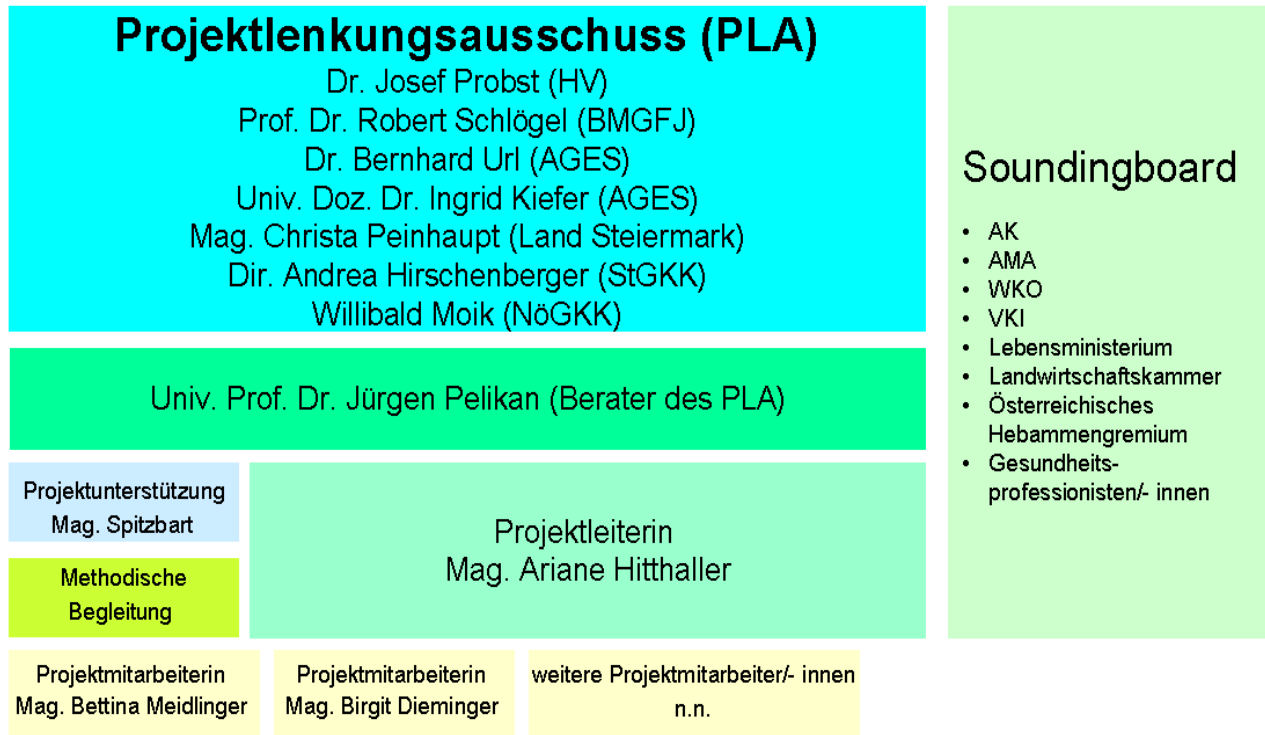 Projektlenkungsausschuss (PLA)
Dr. Josef Probst (HV)
Prof. Dr. Robert Schlögel (BMGFJ)
Dr. Bernhard Url (AGES)
Univ. Doz. Dr. Ingrid Kiefer (AGES)
Mag. Christa Peinhaupt (Land Steiermark)
Dir. Andrea Hirschenberger (StGKK)
Willibald Moik (NöGKK)
Univ. Prof. Dr. Jürgen Pelikan (Berater des PLA)
Projektunterstützung
Mag. Spitzbart
Methodische
Begleitung
Projektleiterin
Mag. Ariane Hitthaller
Projektmitarbeiterin
Mag. Bettina Meidlinger
Projektmitarbeiterin
Mag. Birgit Dieminger
weitere Projektmitarbeiter/- innen
n.n.
Soundingboard
• AK
• AMA
• WKO
• VKI
• Lebensministerium
• Landwirtschaftskammer
• Österreichisches
Hebammengremium
• Gesundheits-
professionisten/- innen